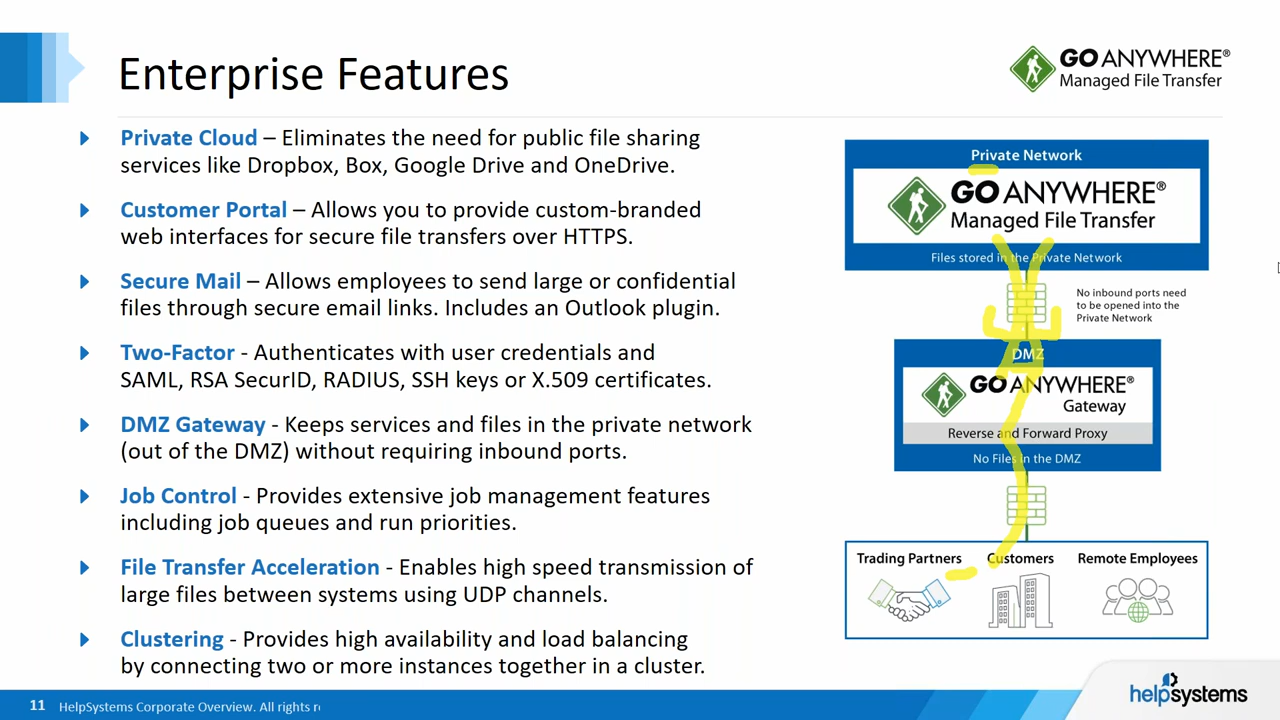 Enterprise Features
GO ANYWHERE®
Managed File Transfer
Private Cloud – Eliminates the need for public file sharing
services like Dropbox, Box, Google Drive and OneDrive.
Customer Portal – Allows you to provide custom-branded
web interfaces for secure file transfers over HTTPS.
Secure Mail – Allows employees to send large or confidential
files through secure email links. Includes an Outlook plugin.
Two-Factor - Authenticates with user credentials and
SAML, RSA SecurID, RADIUS, SSH keys or X.509 certificates.
DMZ Gateway - Keeps services and files in the private network
(out of the DMZ) without requiring inbound ports.
Job Control - Provides extensive job management features
including job queues and run priorities.
File Transfer Acceleration - Enables high speed transmission of
large files between systems using UDP channels.
Clustering - Provides high availability and load balancing
by connecting two or more instances together in a cluster.
Private Network
GO ANYWHERE®
Managed File Transfer
Files stored in the Private Network
No inbound ports need
to be opened into the
Private Network
DMZ
GO ANYWHERE®
Gateway
Reverse and Forward Proxy
No Files in the DMZ
Trading Partners Customers Remote Employees
11 HelpSystems Corporate Overview. All rights
helpsystems